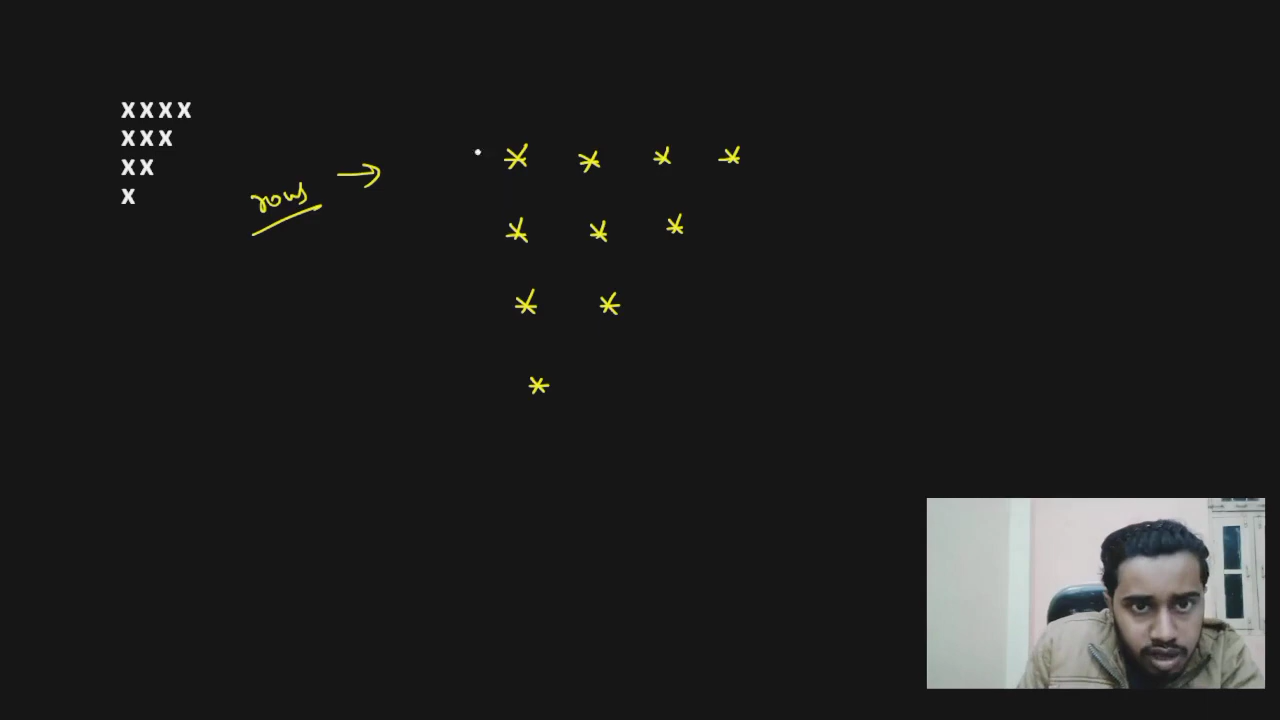 XXXX
XXX
XX
X
rows →
* * * *
* * *
* *
*